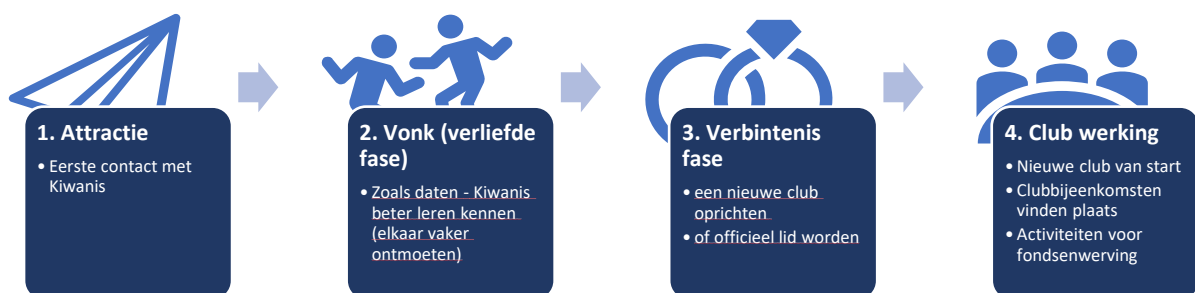 1. Attractie
• Eerste contact met
Kiwanis
2. Vonk (verliefde
fase)
• Zoals daten - Kiwanis
beter leren kennen
(elkaar vaker
ontmoeten)
3. Verbintenis
fase
• een nieuwe club
oprichten
• of officieel lid worden
4. Club werking
• Nieuwe club van start
• Clubbijeenkomsten
vinden plaats
• Activiteiten voor
fondsenwerving